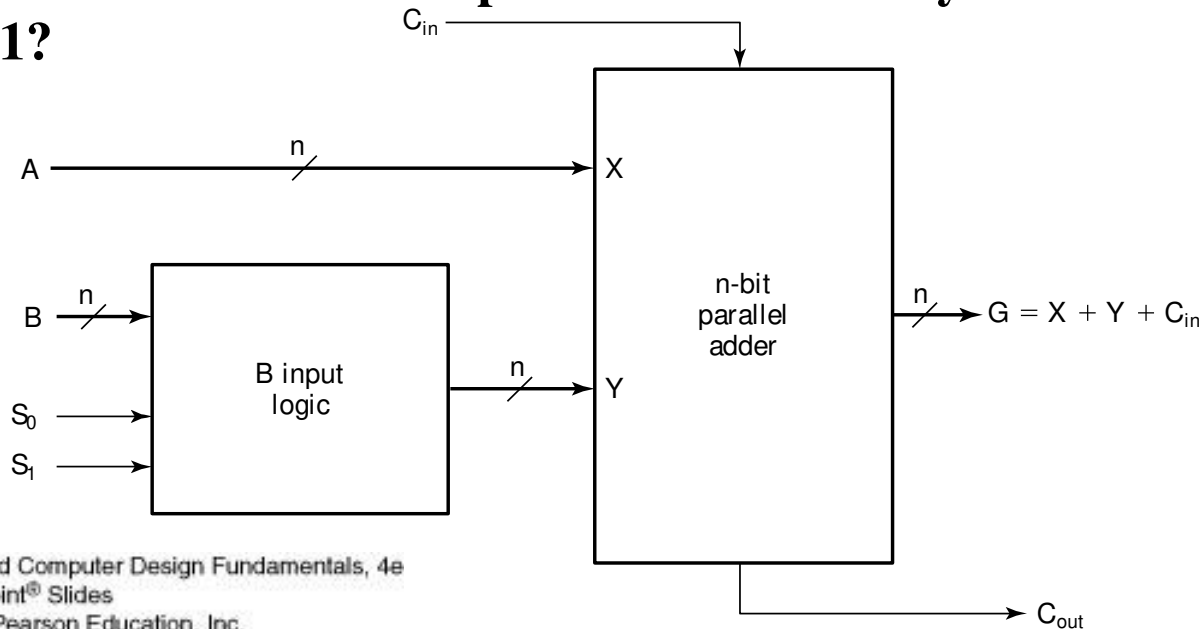 1?
C_in
A
n
X
n-bit
parallel
adder
n
G = X + Y + C_in
B
n
B input
logic
n
Y
S_0
S_1
C_out
d Computer Design Fundamentals, 4e
int® Slides
Pearson Education, Inc